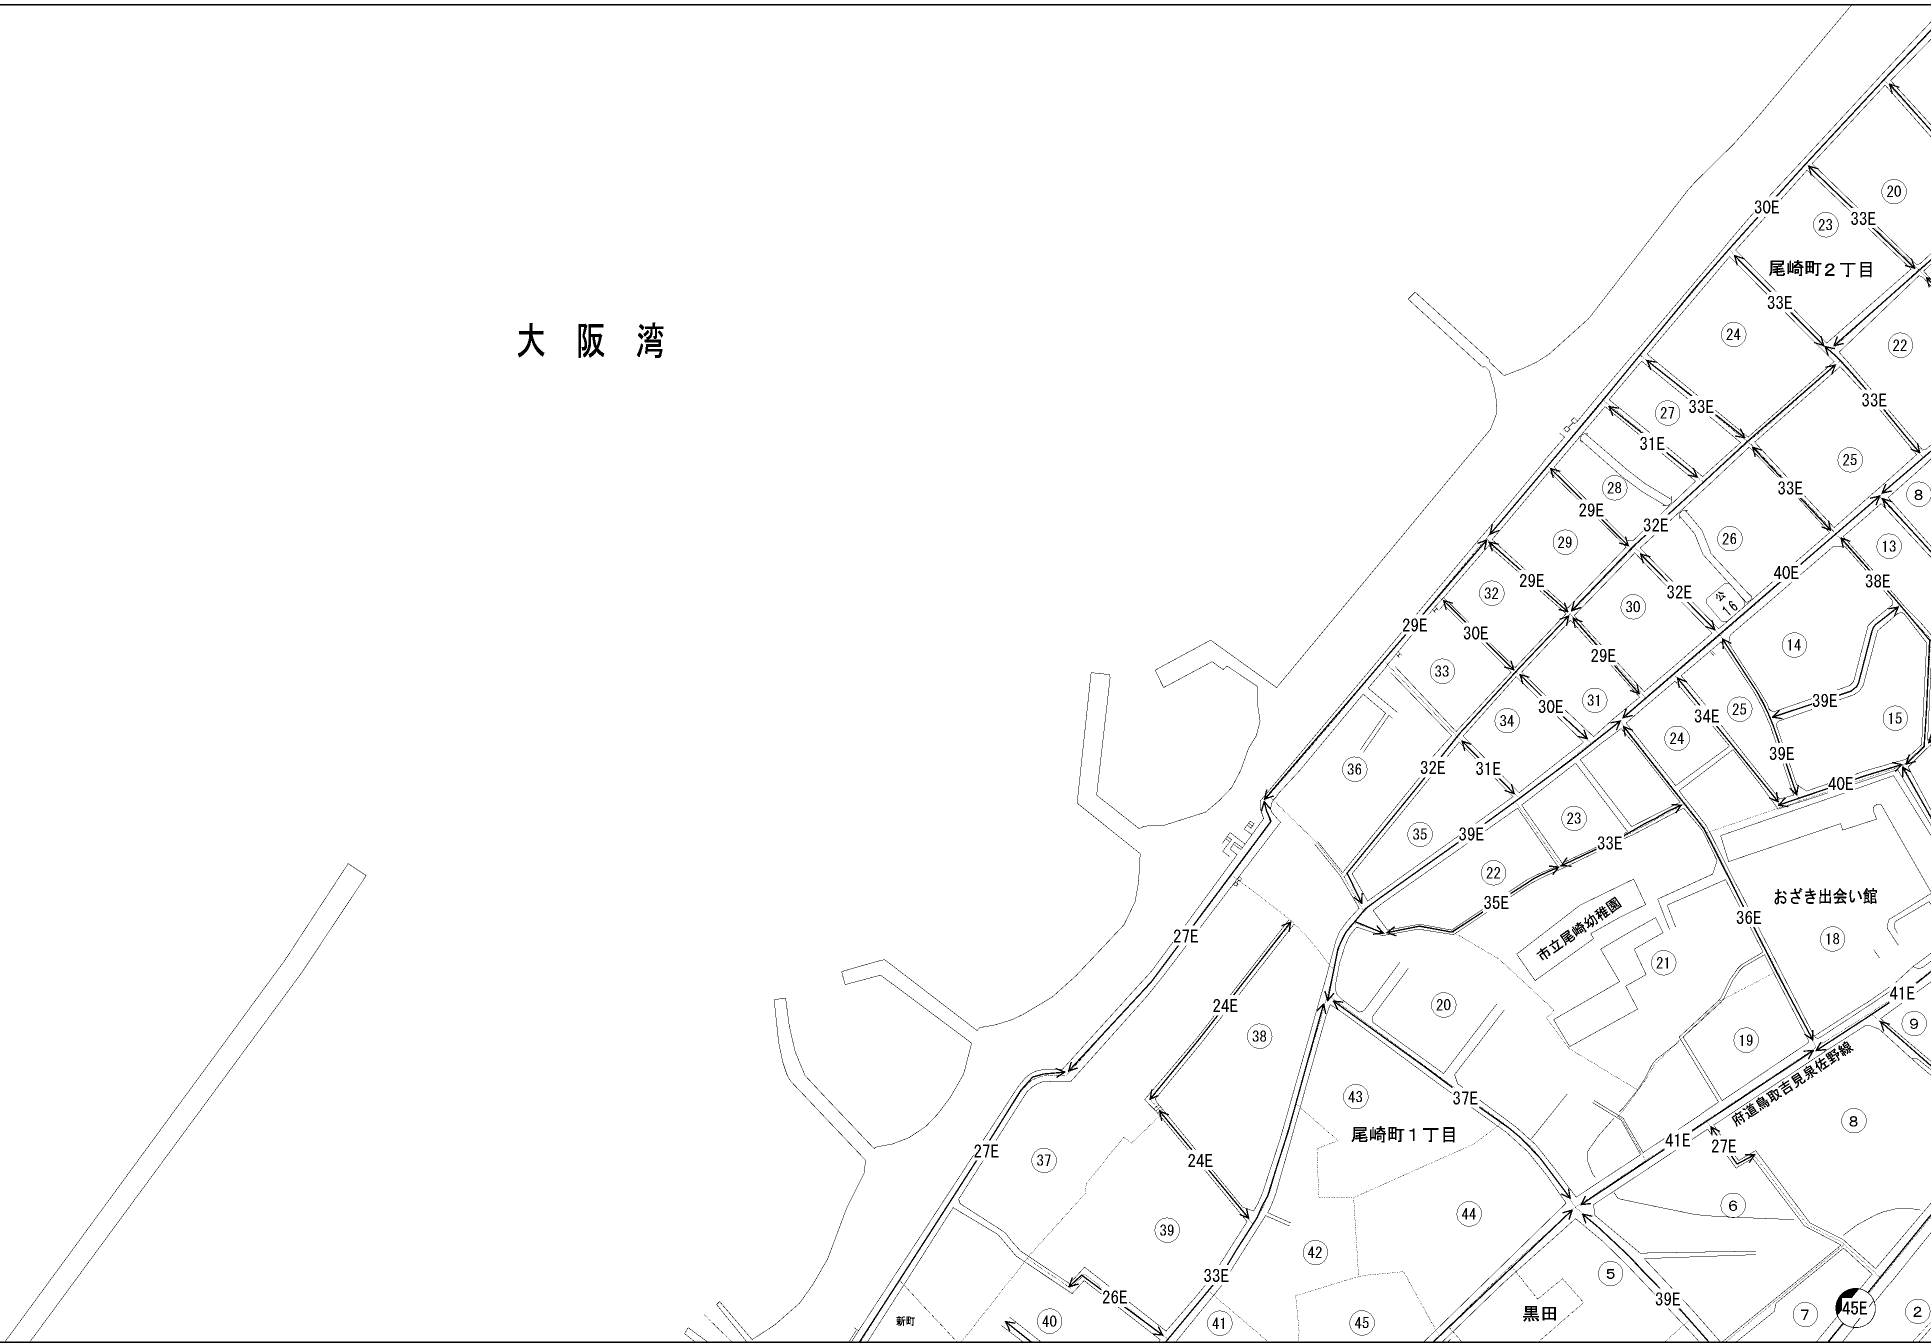 30E
20
23
33E
尾崎町2丁目
33E
24
大阪湾
22
33E
27
33E
31E
25
28
33E
8
29E
32E
29
26
13
40E
29E
38E
32
32E
30
公
16
29E
30E
14
29E
33
39E
31
30E
34
34E
25
15
24
39E
36
32E
31E
40E
23
35
39E
33E
22
おざき出会い館
35E
36E
市立尾崎幼稚園
27E
18
21
41E
24E
20
9
38
19
府道鳥取吉見泉佐野線
43
37E
8
尾崎町1丁目
41E
27E
27E
37
24E
6
44
39
42
5
33E
26E
39E
45E
黒田
7
2
新町
40
41
45